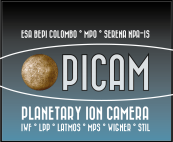 ESA BEPI COLOMBO * MPO * SERENA NPA-IS
PICAM
PLANETARY ION CAMERA
IWF * LPP * LATMOS * MPS * WIGNER * STIL